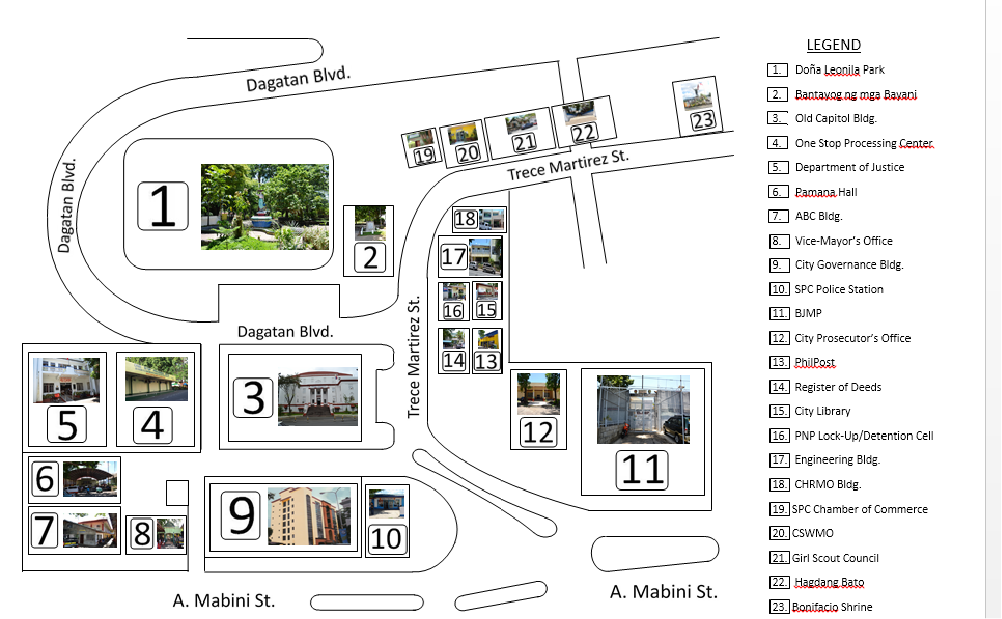 Dagatan Blvd.
Dagatan Blvd.
1
2
19
20
21
22
23
Trece Martirez St.
18
17
16
15
14
13
Trece Martirez St.
Dagatan Blvd.
5
4
3
12
11
6
7
8
9
10
A. Mabini St.
A. Mabini St.
LEGEND
1. Doña Leonila Park
2. Bantayog ng mga Bayani
3. Old Capitol Bldg.
4. One Stop Processing Center
5. Department of Justice
6. Pamana Hall
7. ABC Bldg.
8. Vice-Mayor's Office
9. City Governance Bldg.
10. SPC Police Station
11. BJMP
12. City Prosecutor's Office
13. PhilPost
14. Register of Deeds
15. City Library
16. PNP Lock-Up/Detention Cell
17. Engineering Bldg.
18. CHRMO Bldg.
19. SPC Chamber of Commerce
20. CSWMO
21. Girl Scout Council
22. Hagdang Bato
23. Bonifacio Shrine